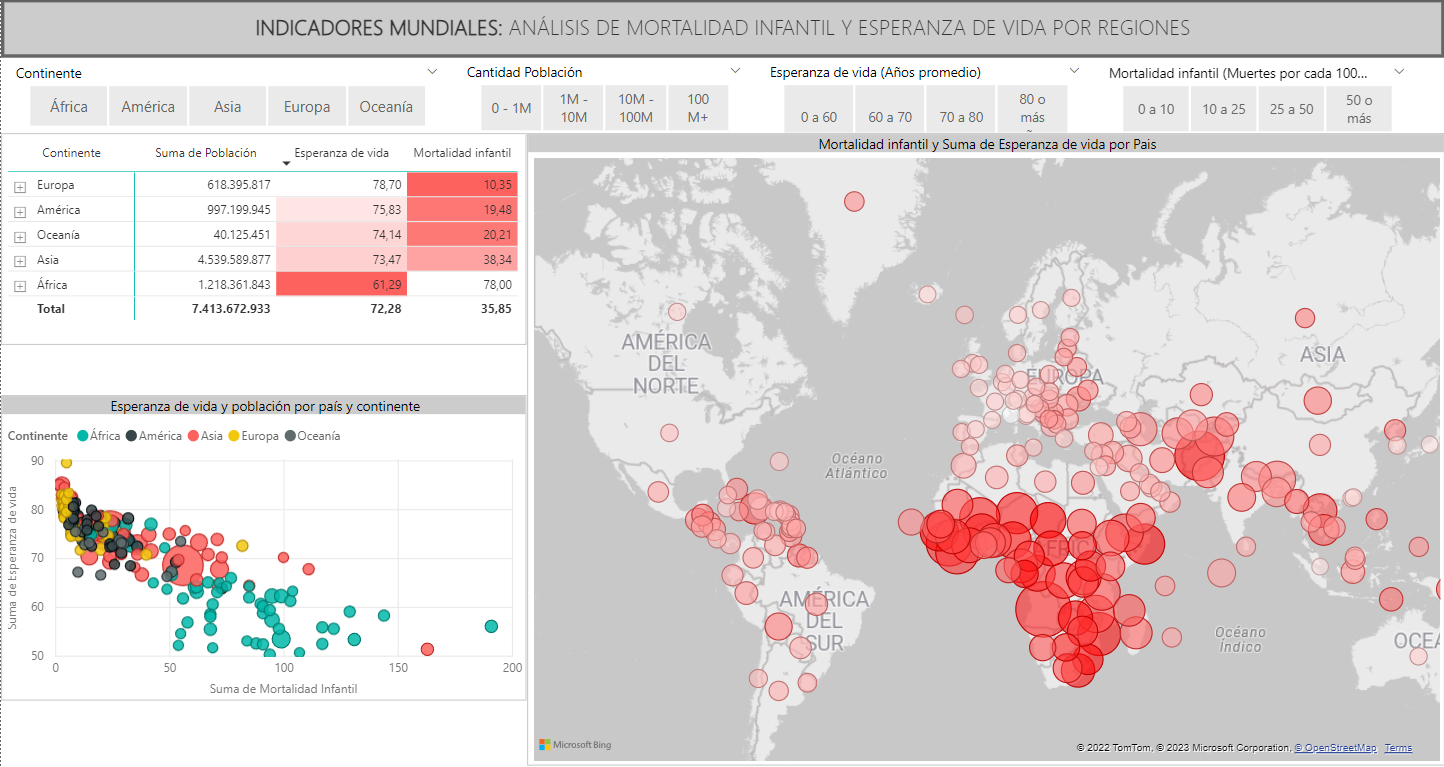 INDICADORES MUNDIALES: ANÁLISIS DE MORTALIDAD INFANTIL Y ESPERANZA DE VIDA POR REGIONES
Continente
África América Asia Europa Oceanía
Cantidad Población
0 - 1M 1M - 10M 10M - 100M 100 M+
Esperanza de vida (Años promedio)
0 a 60 60 a 70 70 a 80 80 o más
Mortalidad infantil (Muertes por cada 100...
0 a 10 10 a 25 25 a 50 50 o más
Continente Suma de Población Esperanza de vida Mortalidad infantil
Europa 618.395.817 78,70 10,35
América 997.199.945 75,83 19,48
Oceanía 40.125.451 74,14 20,21
Asia 4.539.589.877 73,47 38,34
África 1.218.361.843 61,29 78,00
Total 7.413.672.933 72,28 35,85
Esperanza de vida y población por país y continente
Continente África América Asia Europa Oceanía
Suma de Esperanza de vida
90
80
70
60
50
0 50 100 150 200
Suma de Mortalidad Infantil
Mortalidad infantil y Suma de Esperanza de vida por Pais
AMÉRICA
DEL
NORTE
EUROPA
ASIA
Océano
Atlántico
ÁFRIC
AMÉRICA
DEL
SUR
Océano
Índico
OCEA
Microsoft Bing
© 2022 TomTom, © 2023 Microsoft Corporation, © OpenStreetMap Terms